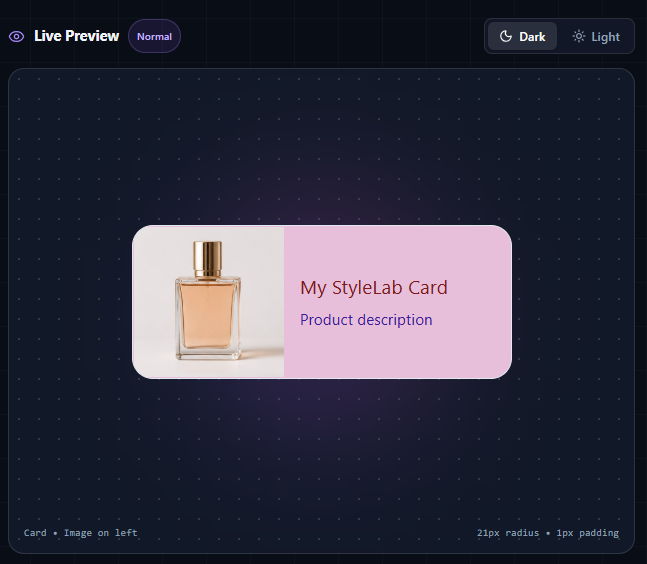 Live Preview Normal Dark Light
My StyleLab Card
Product description
Card • Image on left 21px radius • 1px padding